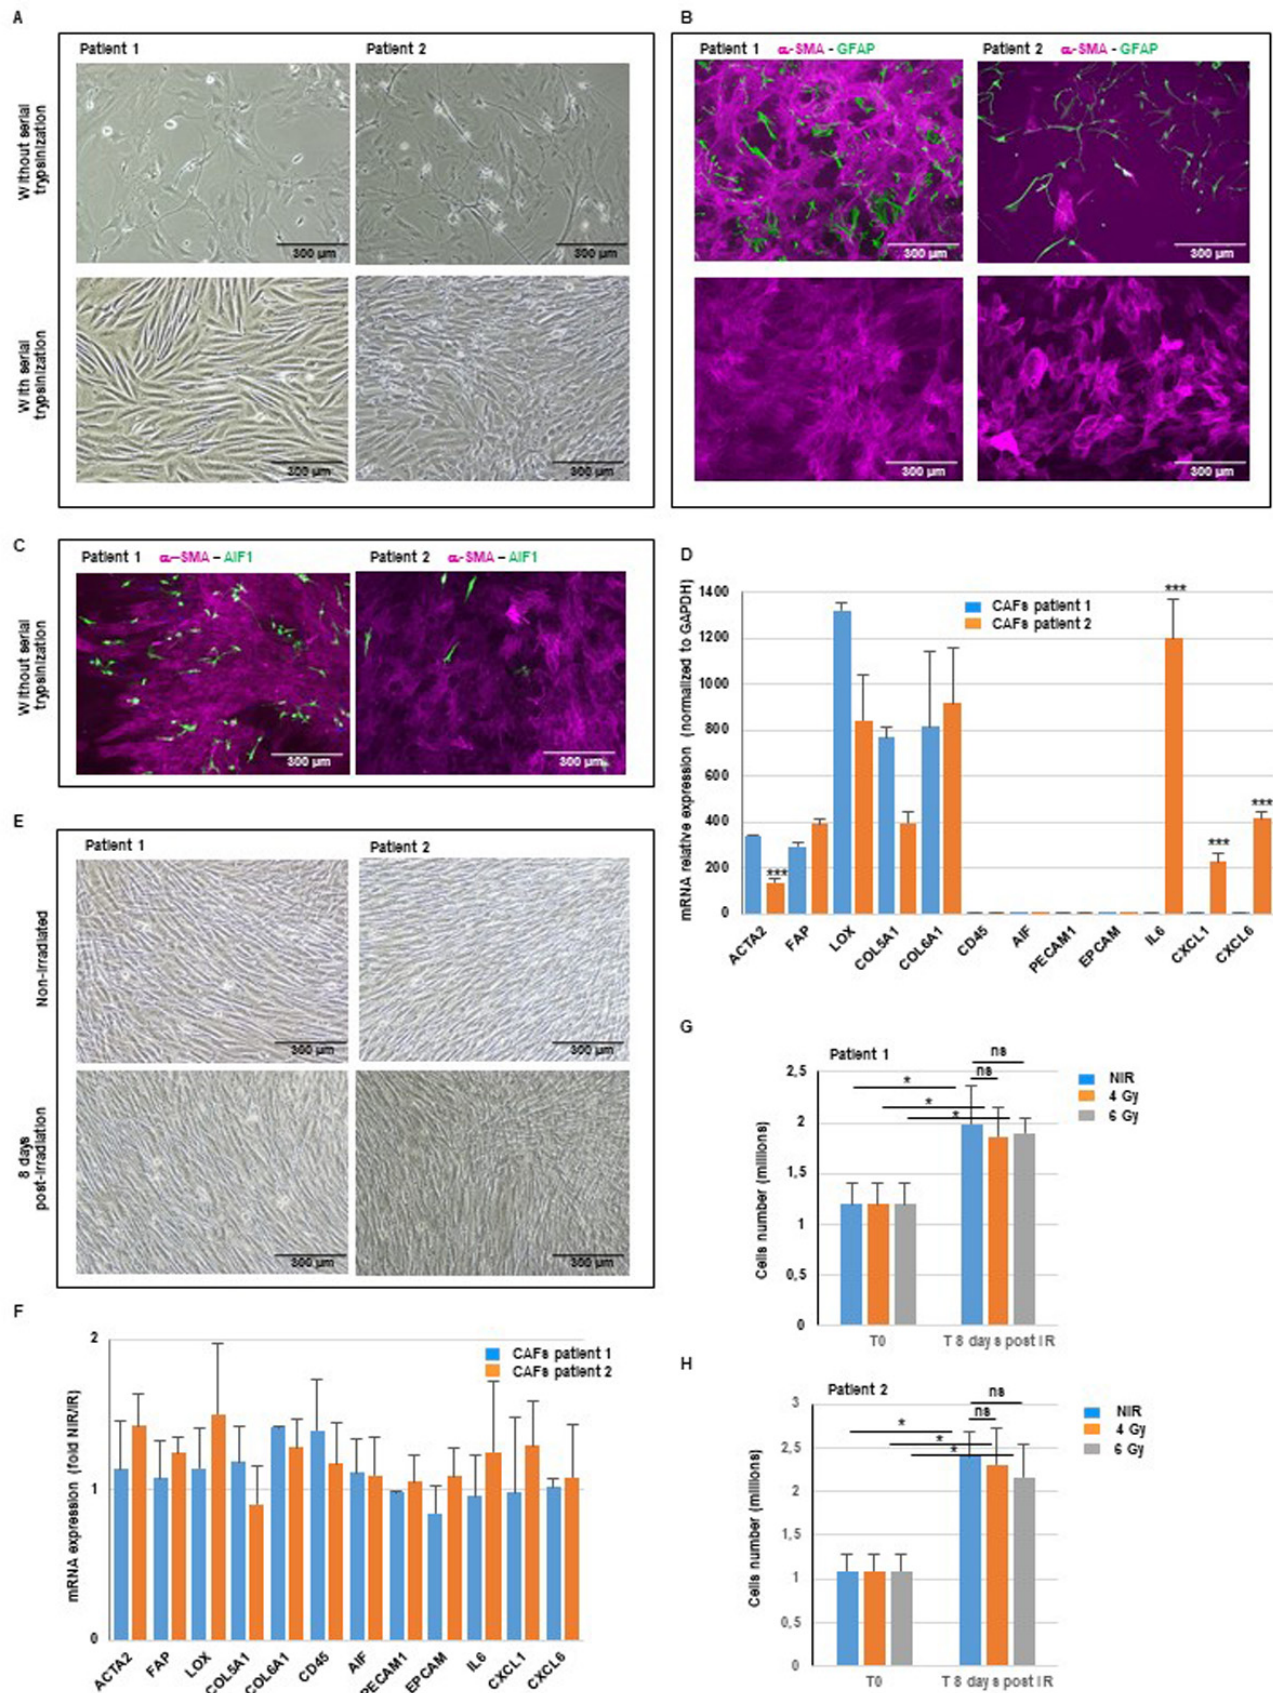 A
Patient 1
Patient 2
Without serial
trypsinization
300 µm
300 µm
With serial
trypsinization
300 µm
300 µm
B
Patient 1 α-SMA - GFAP
Patient 2 α-SMA - GFAP
300 µm
300 µm
300 µm
300 µm
C
Patient 1 α–SMA – AIF1
Patient 2 α-SMA – AIF1
Without serial
trypsinization
300 µm
300 µm
D
mRNA relative expression (normalized to GAPDH)
1400
1200
1000
800
600
400
200
0
CAFs patient 1
CAFs patient 2
***
***
***
***
ACTA2
FAP
LOX
COL5A1
COL6A1
CD45
AIF
PECAM1
EPCAM
IL6
CXCL1
CXCL6
E
Patient 1
Patient 2
Non-irradiated
300 µm
300 µm
8 days
post-irradiation
300 µm
300 µm
F
mRNA expression (fold NIR/IR)
2
1
0
CAFs patient 1
CAFs patient 2
ACTA2
FAP
LOX
COL5A1
COL6A1
CD45
AIF
PECAM1
EPCAM
IL6
CXCL1
CXCL6
G
Patient 1
Cells number (millions)
2,5
2
1,5
1
0,5
0
ns
ns
*
*
*
NIR
4 Gy
6 Gy
T0
T 8 days post IR
H
Patient 2
Cells number (millions)
3
2,5
2
1,5
1
0,5
0
ns
ns
*
*
*
NIR
4 Gy
6 Gy
T0
T 8 days post IR